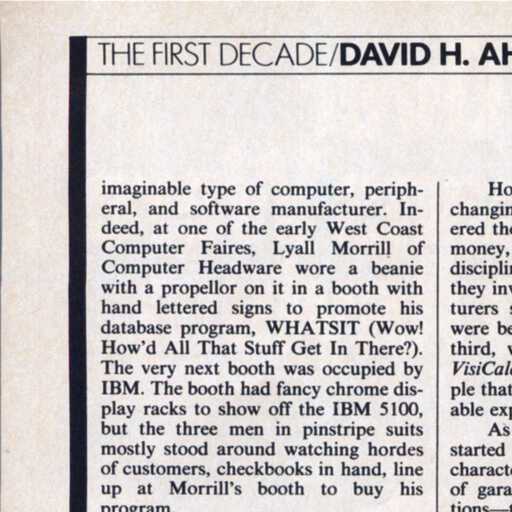 THE FIRST DECADE/DAVID H.
imaginable type of computer, periph-
eral, and software manufacturer. In-
deed, at one of the early West Coast
Computer Faires, Lyall Morrill of
Computer Headware wore a beanie
with a propellor on it in a booth with
hand lettered signs to promote his
database program, WHATSIT (Wow!
How'd All That Stuff Get In There?).
The very next booth was occupied by
IBM. The booth had fancy chrome dis-
play racks to show off the IBM 5100,
but the three men in pinstripe suits
mostly stood around watching hordes
of customers, checkbooks in hand, line
up at Morrill's booth to buy his
program.
Ho
changin
ered the
money,
disciplin
they inv
turers s
were be
third, v
VisiCalc
ple that
able exp
As
started
characte
of gara
tions—t